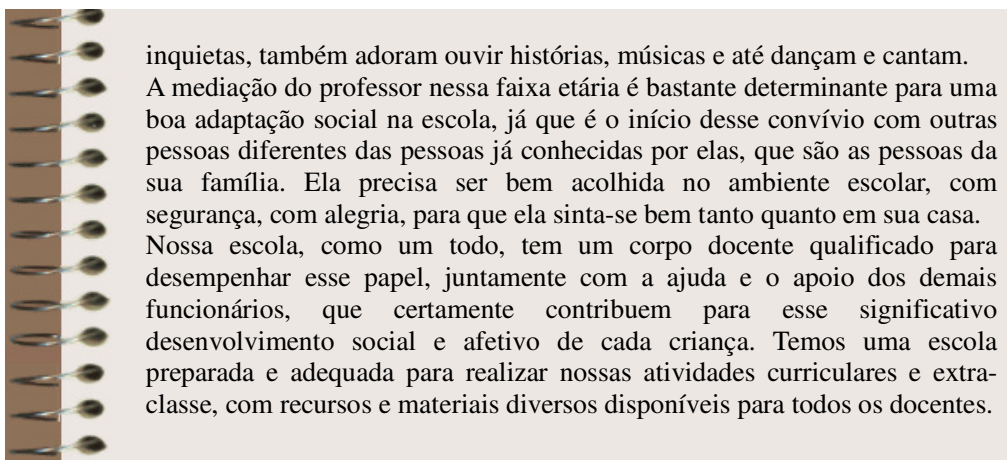 inquietas, também adoram ouvir histórias, músicas e até dançam e cantam.
A mediação do professor nessa faixa etária é bastante determinante para uma
boa adaptação social na escola, já que é o início desse convívio com outras
pessoas diferentes das pessoas já conhecidas por elas, que são as pessoas da
sua família. Ela precisa ser bem acolhida no ambiente escolar, com
segurança, com alegria, para que ela sinta-se bem tanto quanto em sua casa.
Nossa escola, como um todo, tem um corpo docente qualificado para
desempenhar esse papel, juntamente com a ajuda e o apoio dos demais
funcionários, que certamente contribuem para esse significativo
desenvolvimento social e afetivo de cada criança. Temos uma escola
preparada e adequada para realizar nossas atividades curriculares e extra-
classe, com recursos e materiais diversos disponíveis para todos os docentes.